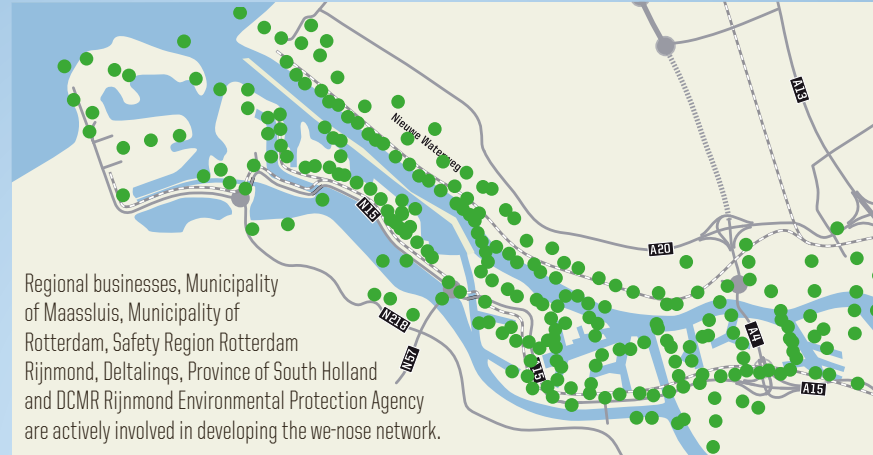 A13
Nieuwe Waterweg
N15
A20
Regional businesses, Municipality
of Maassluis, Municipality of
Rotterdam, Safety Region Rotterdam
Rijnmond, Deltalinqs, Province of South Holland
and DCMR Rijnmond Environmental Protection Agency
are actively involved in developing the we-nose network.
N218
N57
A4
A15